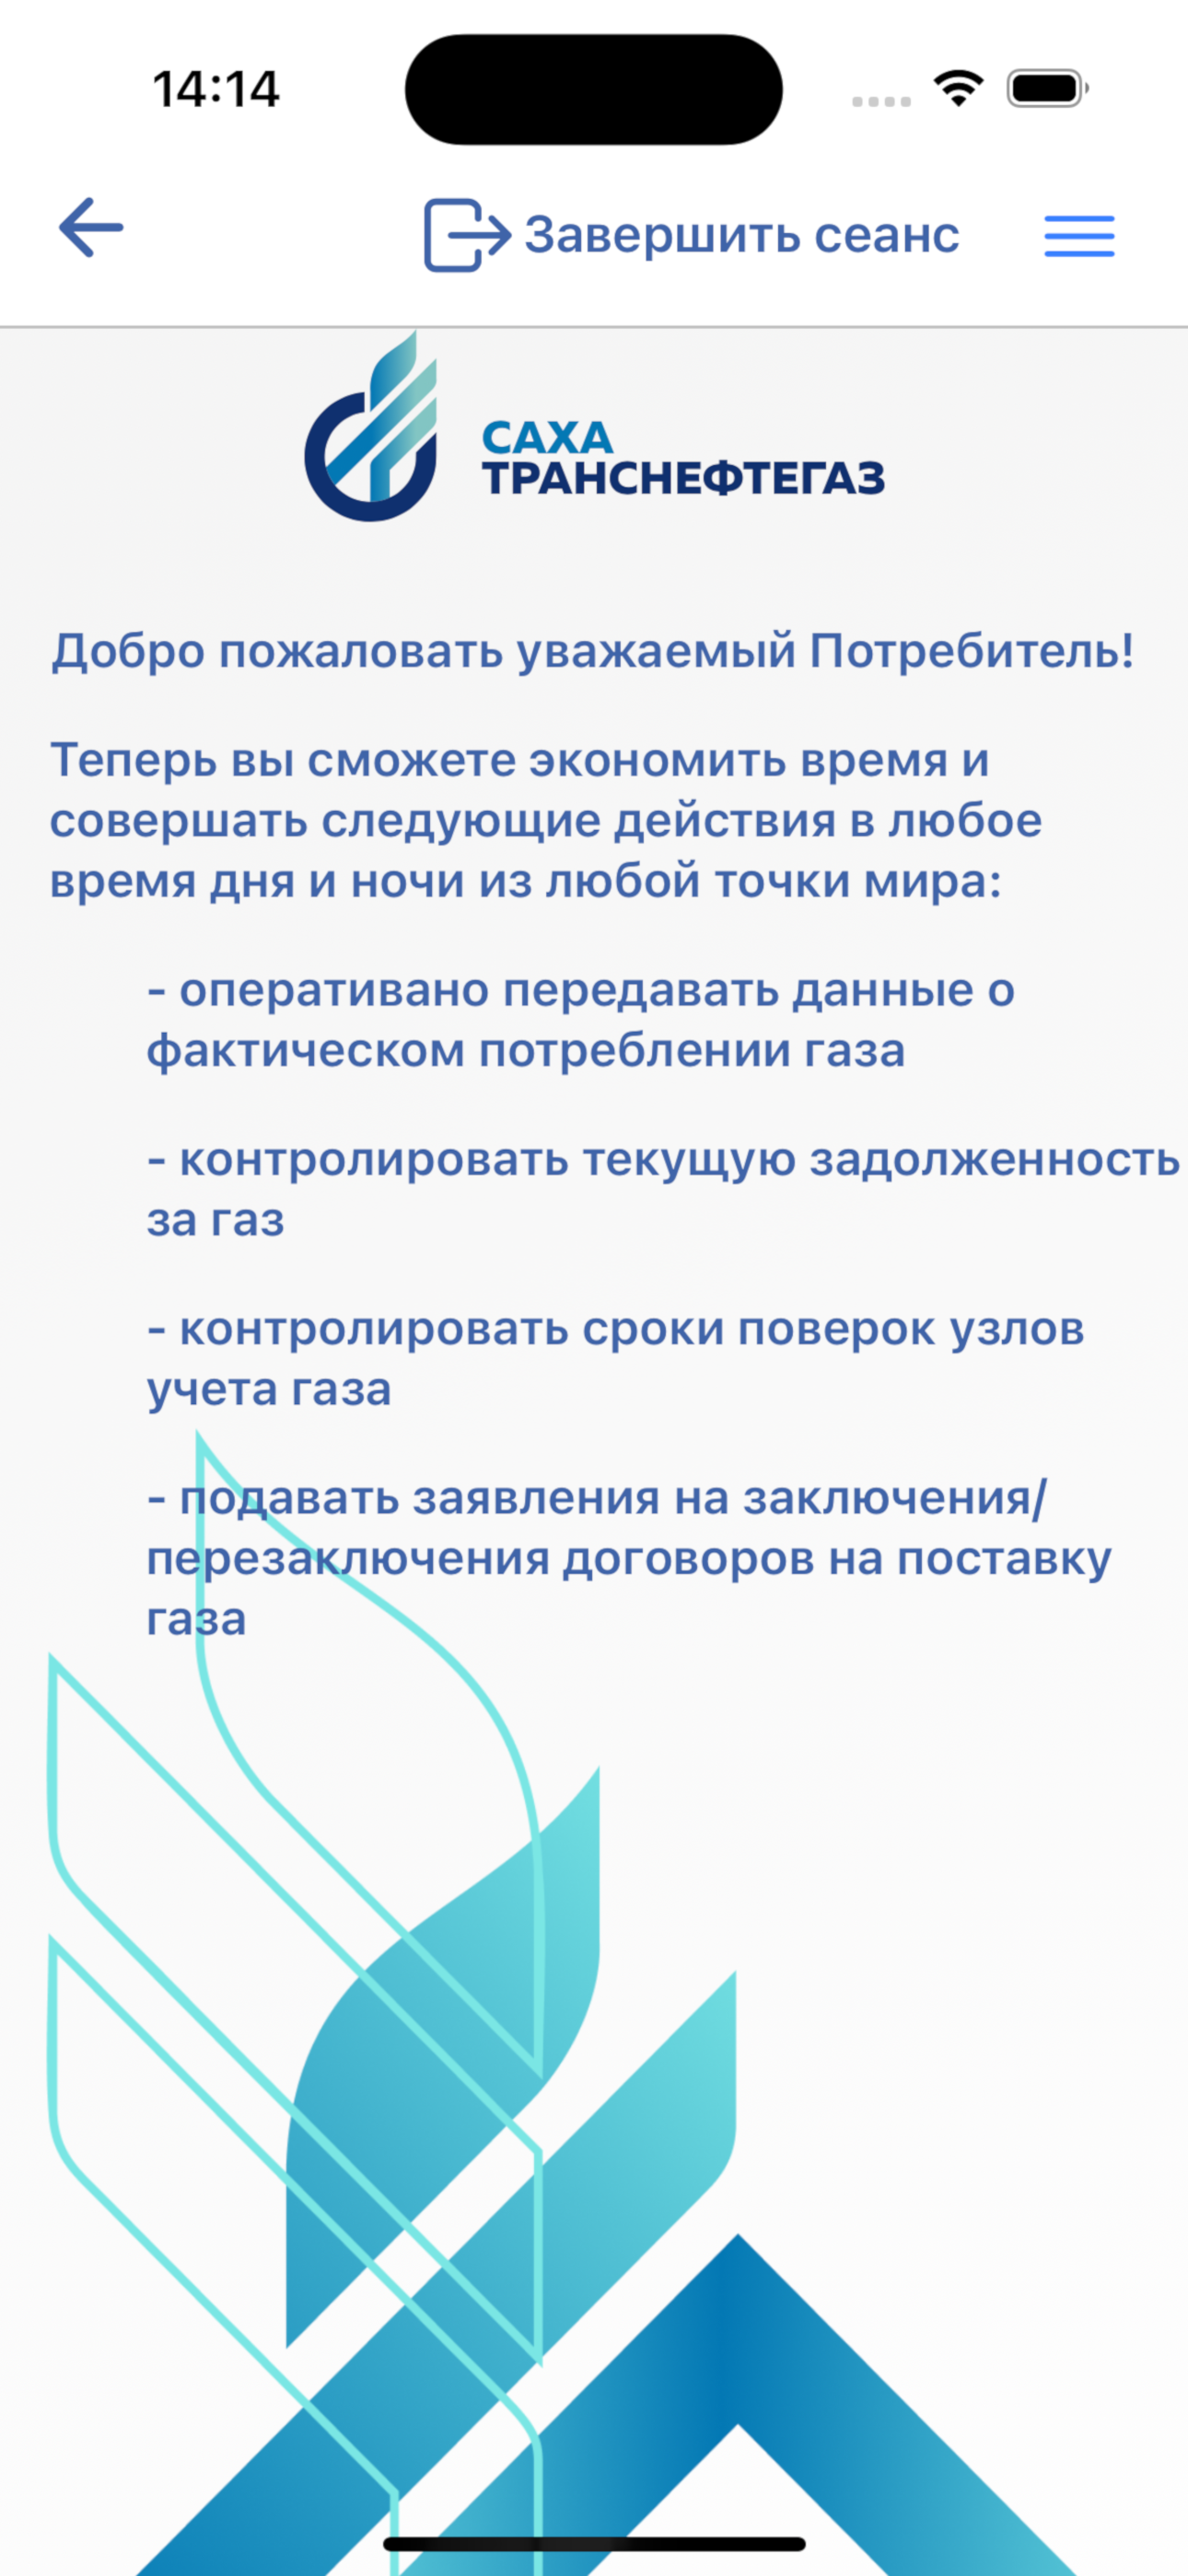 14:14
Завершить сеанс
САХА
ТРАНСНЕФТЕГАЗ
Добро пожаловать уважаемый Потребитель!
Теперь вы сможете экономить время и
совершать следующие действия в любое
время дня и ночи из любой точки мира:
- оперативано передавать данные о
фактическом потреблении газа
- контролировать текущую задолженность
за газ
- контролировать сроки поверок узлов
учета газа
- подавать заявления на заключения/
перезаключения договоров на поставку
газа